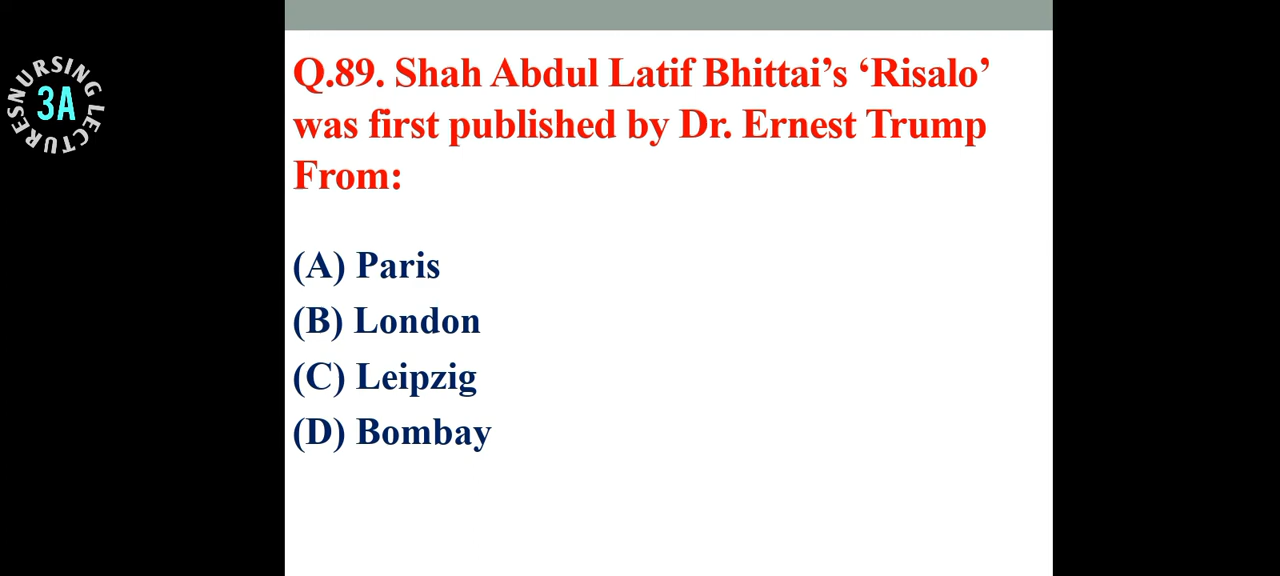 NURSING LECTURES
3A
Q.89. Shah Abdul Latif Bhittai’s ‘Risalo’
was first published by Dr. Ernest Trump
From:
(A) Paris
(B) London
(C) Leipzig
(D) Bombay